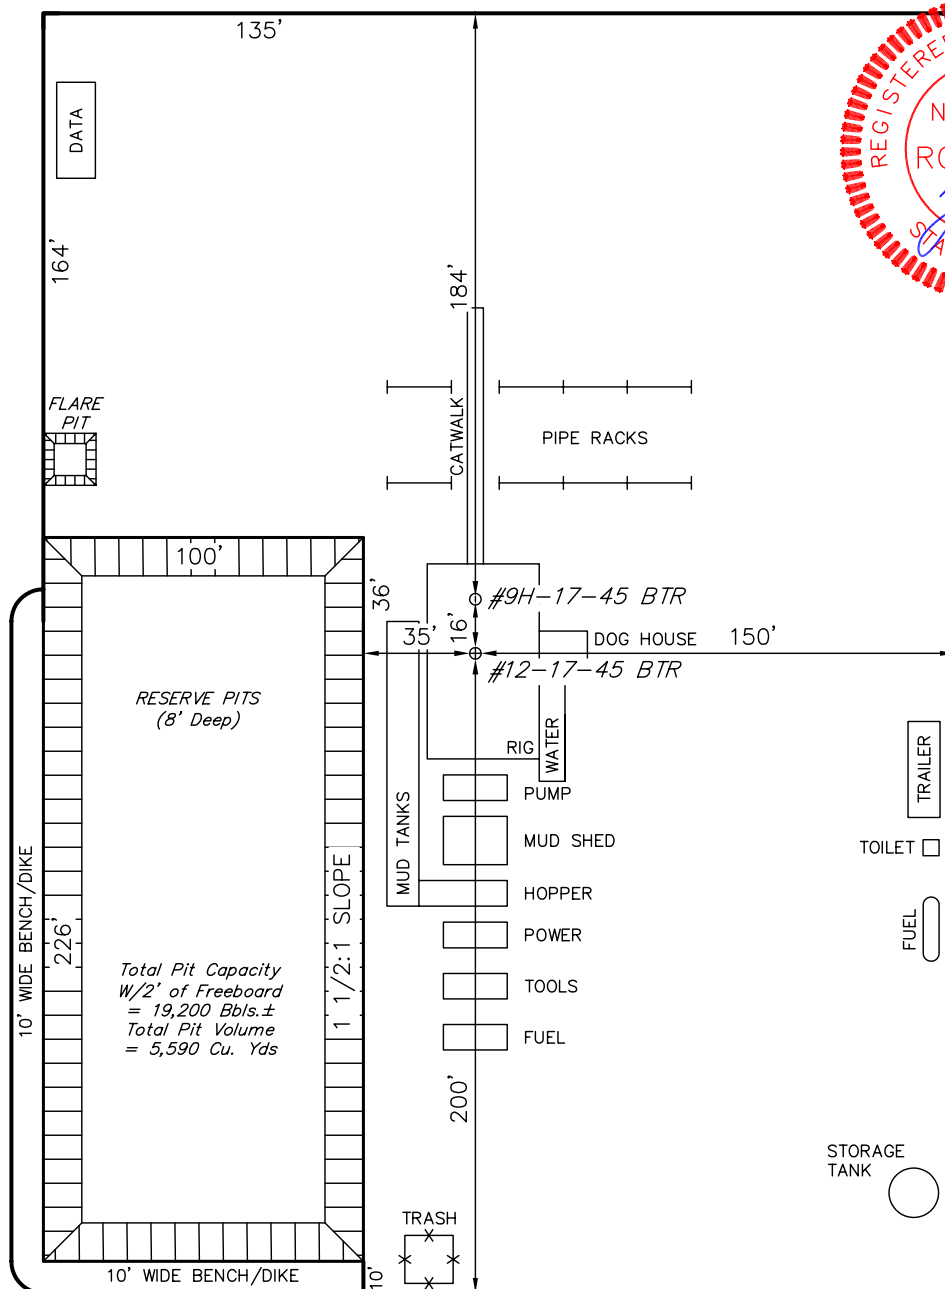 135'
DATA
164'
184'
REGISTERE
FLARE
PIT
CATWALK
PIPE RACKS
100'
36'
#9H-17-45 BTR
35'
16'
DOG HOUSE
150'
#12-17-45 BTR
RESERVE PITS
(8' Deep)
RIG
WATER
PUMP
MUD TANKS
MUD SHED
TRAILER
TOILET
HOPPER
1 1/2:1 SLOPE
POWER
FUEL
226'
10' WIDE BENCH/DIKE
Total Pit Capacity
W/2' of Freeboard
= 19,200 Bbls.±
Total Pit Volume
= 5,590 Cu. Yds
TOOLS
FUEL
200'
STORAGE
TANK
TRASH
10' WIDE BENCH/DIKE
10'